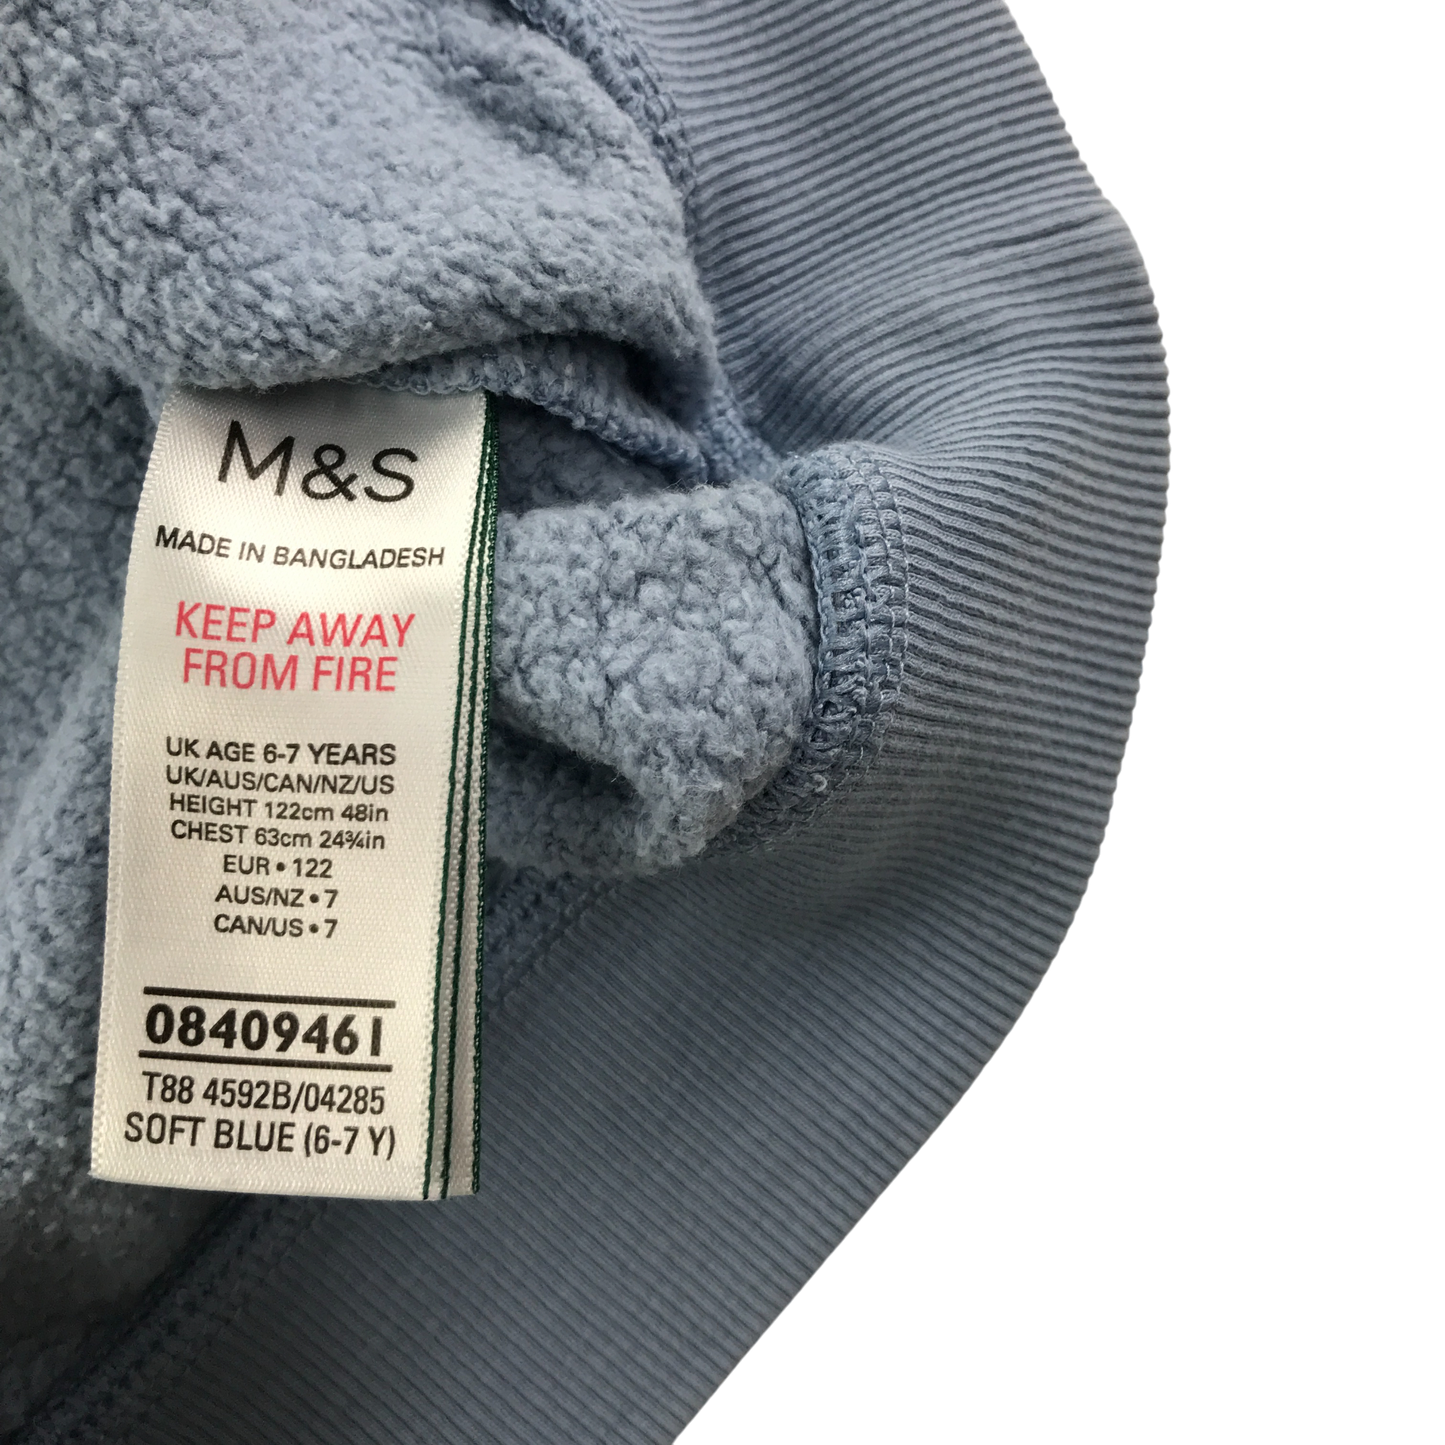 M&S
MADE IN BANGLADESH
KEEP AWAY
FROM FIRE
UK AGE 6-7 YEARS
UK/AUS/CAN/NZ/US
HEIGHT 122cm 48in
CHEST 63cm 24¾in
EUR • 122
AUS/NZ • 7
CAN/US • 7
08409461
T88 4592B/04285
SOFT BLUE (6-7 Y)